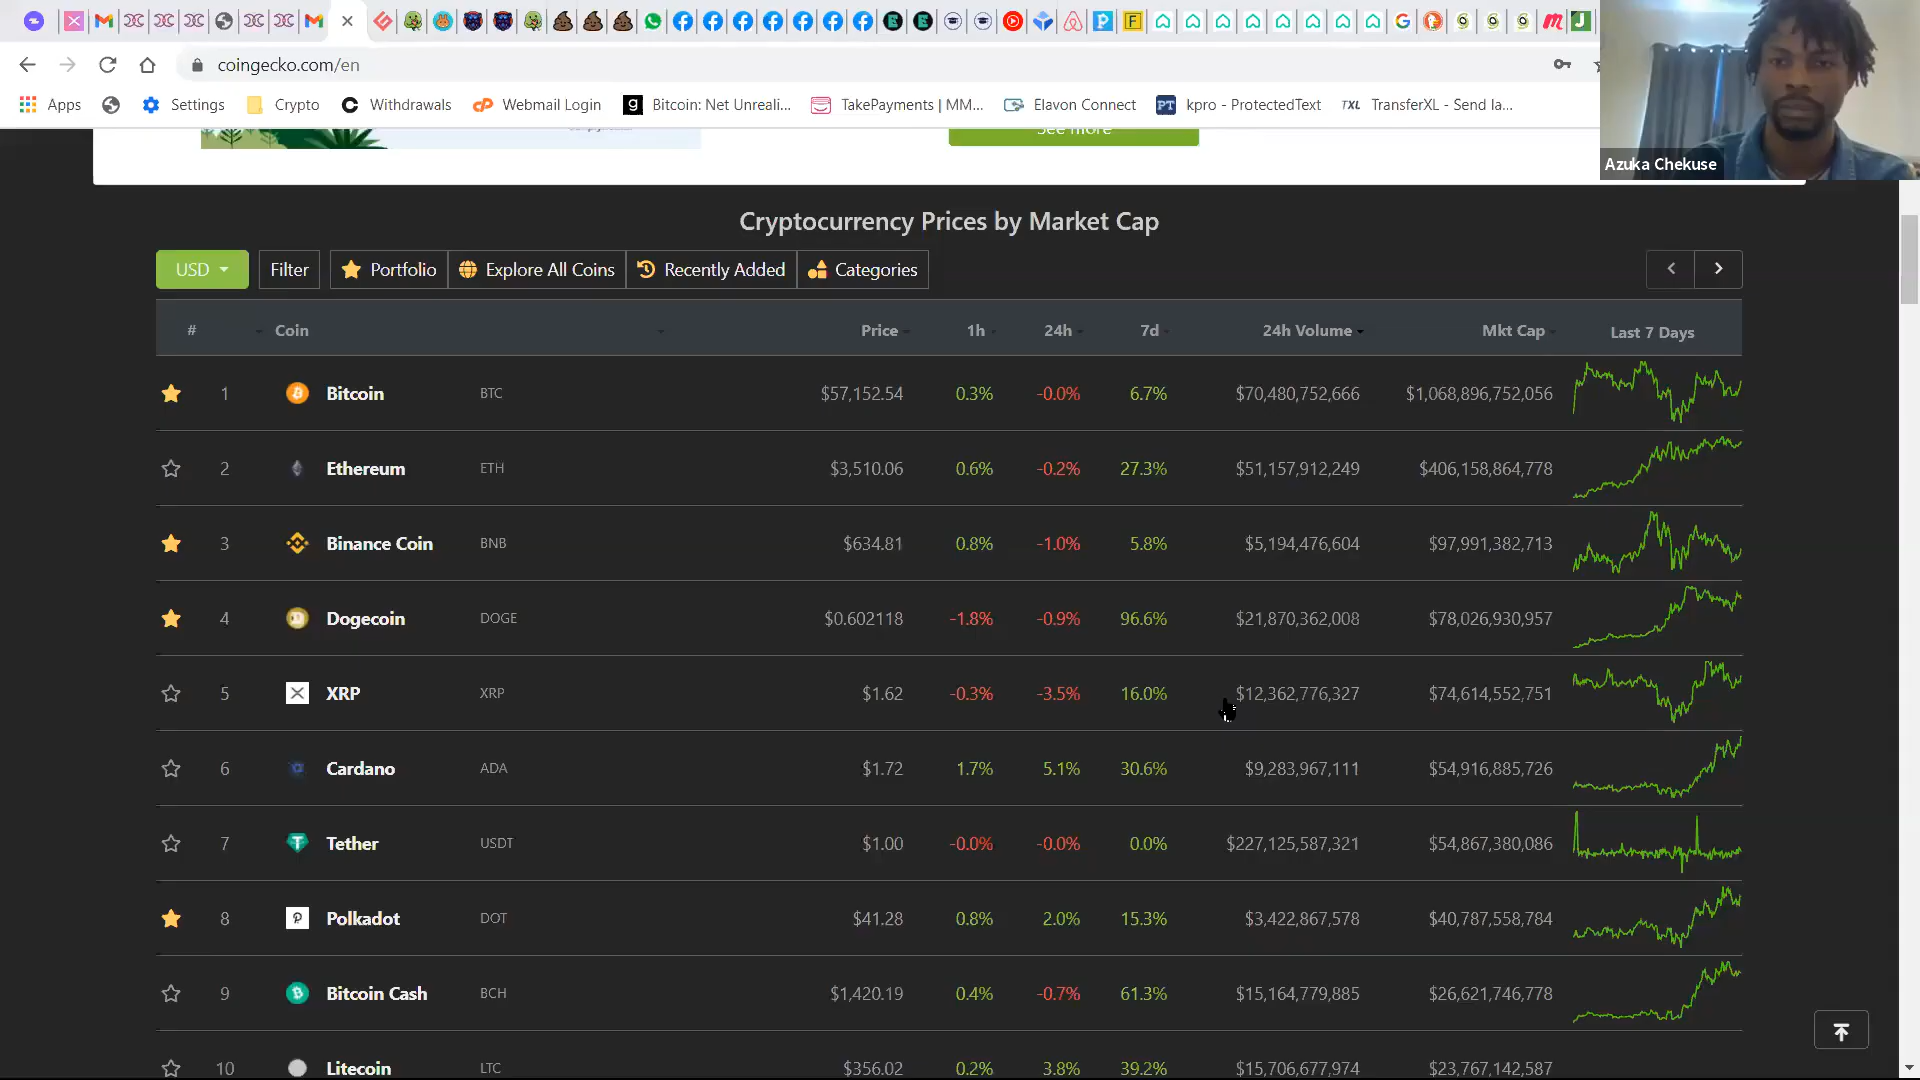 coingecko.com/en
Apps Settings Crypto Withdrawals Webmail Login Bitcoin: Net Unreali... TakePayments | MM... Elavon Connect kpro - ProtectedText TransferXL - Send la...
See more
Azuka Chekuse
Cryptocurrency Prices by Market Cap
USD Filter Portfolio Explore All Coins Recently Added Categories
# Coin Price 1h 24h 7d 24h Volume Mkt Cap Last 7 Days
1 Bitcoin BTC $57,152.54 0.3% -0.0% 6.7% $70,480,752,666 $1,068,896,752,056
2 Ethereum ETH $3,510.06 0.6% -0.2% 27.3% $51,157,912,249 $406,158,864,778
3 Binance Coin BNB $634.81 0.8% -1.0% 5.8% $5,194,476,604 $97,991,382,713
4 Dogecoin DOGE $0.602118 -1.8% -0.9% 96.6% $21,870,362,008 $78,026,930,957
5 XRP XRP $1.62 -0.3% -3.5% 16.0% $12,362,776,327 $74,614,552,751
6 Cardano ADA $1.72 1.7% 5.1% 30.6% $9,283,967,111 $54,916,885,726
7 Tether USDT $1.00 -0.0% -0.0% 0.0% $227,125,587,321 $54,867,380,086
8 Polkadot DOT $41.28 0.8% 2.0% 15.3% $3,422,867,578 $40,787,558,784
9 Bitcoin Cash BCH $1,420.19 0.4% -0.7% 61.3% $15,164,779,885 $26,621,746,778
10 Litecoin LTC $356.02 0.2% 3.8% 39.2% $15,706,677,974 $23,767,142,587